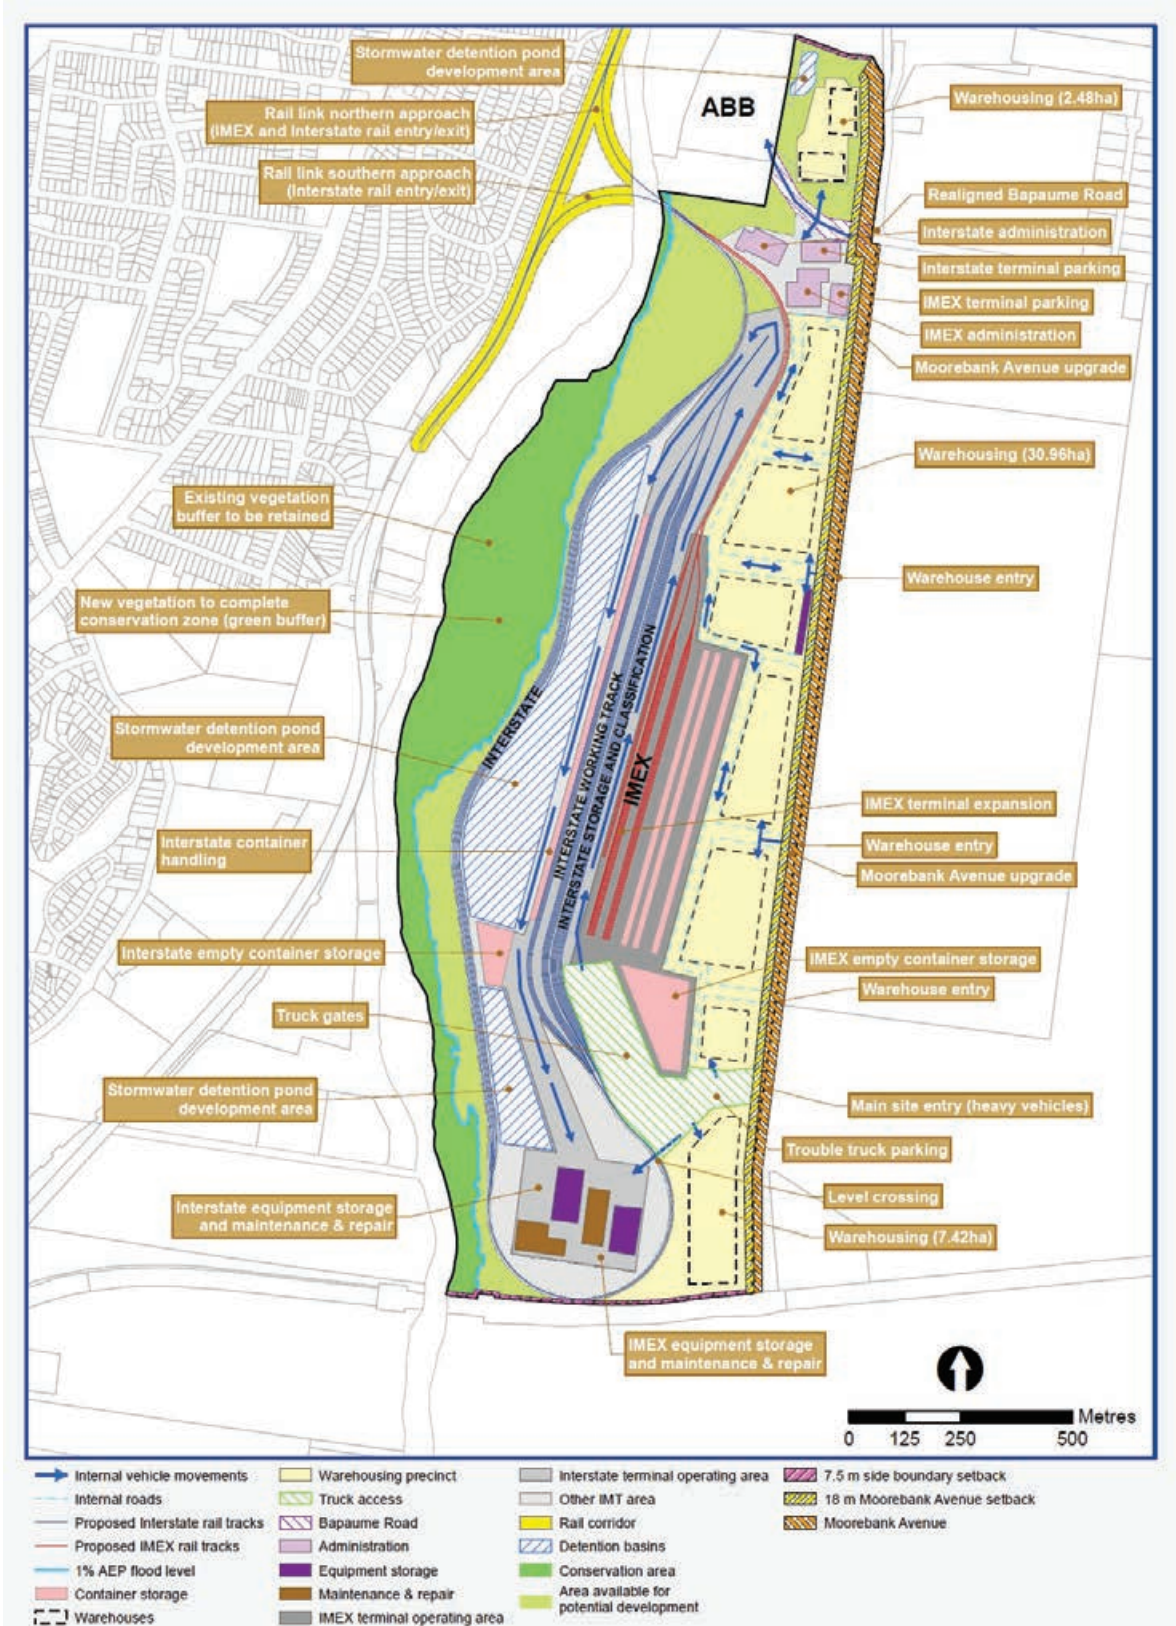 Stormwater detention pond
development area
ABB
Warehousing (2.48ha)
Rail link northern approach
(IMEX and Interstate rail entry/exit)
Rail link southern approach
(Interstate rail entry/exit)
Realigned Bapaume Road
Interstate administration
Interstate terminal parking
IMEX terminal parking
IMEX administration
Moorebank Avenue upgrade
Warehousing (30.96ha)
Existing vegetation
buffer to be retained
Warehouse entry
New vegetation to complete
conservation zone (green buffer)
INTERSTATE
INTERSTATE WORKING TRACK
INTERSTATE STORAGE AND CLASSIFICATION
IMEX
Stormwater detention pond
development area
IMEX terminal expansion
Interstate container
handling
Warehouse entry
Moorebank Avenue upgrade
Interstate empty container storage
IMEX empty container storage
Warehouse entry
Truck gates
Stormwater detention pond
development area
Main site entry (heavy vehicles)
Trouble truck parking
Level crossing
Interstate equipment storage
and maintenance & repair
Warehousing (7.42ha)
IMEX equipment storage
and maintenance & repair
Metres
0 125 250 500
Internal vehicle movements
Internal roads
Proposed Interstate rail tracks
Proposed IMEX rail tracks
1% AEP flood level
Container storage
Warehouses
Warehousing precinct
Truck access
Bapaume Road
Administration
Equipment storage
Maintenance & repair
IMEX terminal operating area
Interstate terminal operating area
Other IMT area
Rail corridor
Detention basins
Conservation area
Area available for
potential development
7.5 m side boundary setback
18 m Moorebank Avenue setback
Moorebank Avenue